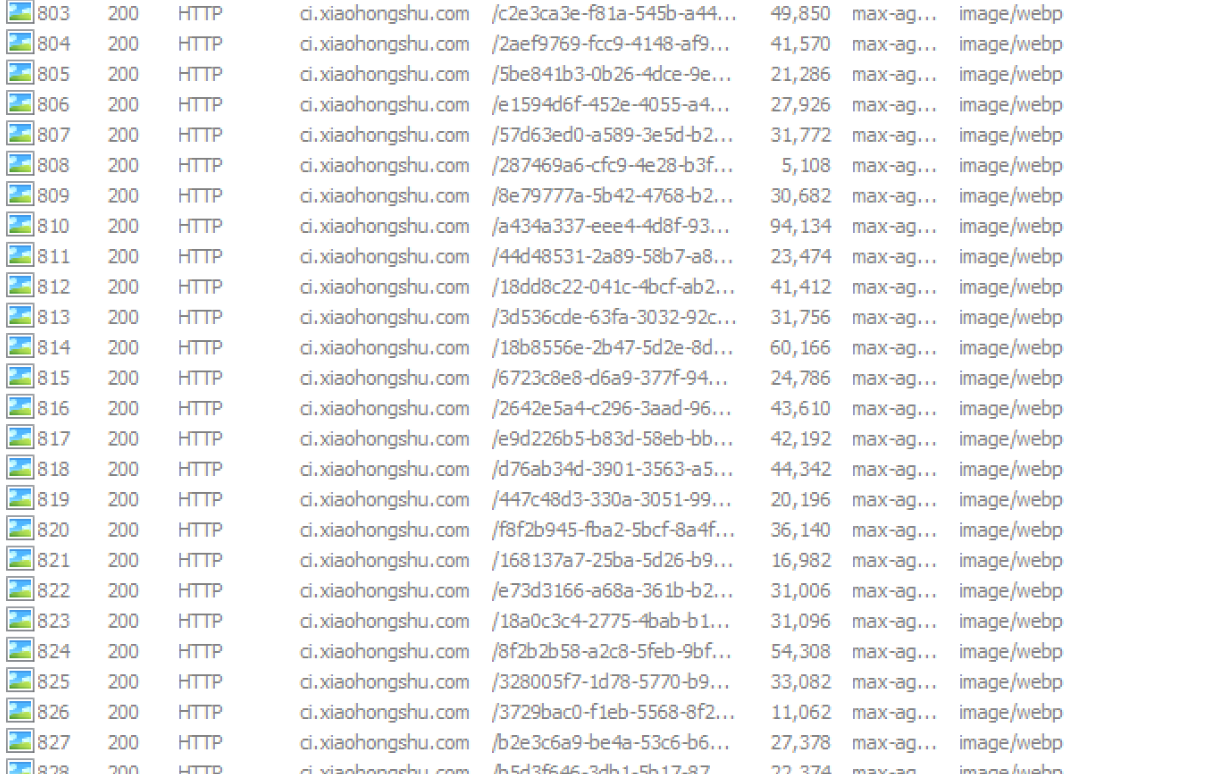 803 200 HTTP ci.xiaohongshu.com /c2e3ca3e-f81a-545b-a44... 49,850 max-ag... image/webp
804 200 HTTP ci.xiaohongshu.com /2aef9769-fcc9-4148-af9... 41,570 max-ag... image/webp
805 200 HTTP ci.xiaohongshu.com /5be841b3-0b26-4dce-9e... 21,286 max-ag... image/webp
806 200 HTTP ci.xiaohongshu.com /e1594d6f-452e-4055-a4... 27,926 max-ag... image/webp
807 200 HTTP ci.xiaohongshu.com /57d63ed0-a589-3e5d-b2... 31,772 max-ag... image/webp
808 200 HTTP ci.xiaohongshu.com /287469a6-cfc9-4e28-b3f... 5,108 max-ag... image/webp
809 200 HTTP ci.xiaohongshu.com /8e79777a-5b42-4768-b2... 30,682 max-ag... image/webp
810 200 HTTP ci.xiaohongshu.com /a434a337-eee4-4d8f-93... 94,134 max-ag... image/webp
811 200 HTTP ci.xiaohongshu.com /44d48531-2a89-58b7-a8... 23,474 max-ag... image/webp
812 200 HTTP ci.xiaohongshu.com /18dd8c22-041c-4bcf-ab2... 41,412 max-ag... image/webp
813 200 HTTP ci.xiaohongshu.com /3d536cde-63fa-3032-92c... 31,756 max-ag... image/webp
814 200 HTTP ci.xiaohongshu.com /18b8556e-2b47-5d2e-8d... 60,166 max-ag... image/webp
815 200 HTTP ci.xiaohongshu.com /6723c8e8-d6a9-377f-94... 24,786 max-ag... image/webp
816 200 HTTP ci.xiaohongshu.com /2642e5a4-c296-3aad-96... 43,610 max-ag... image/webp
817 200 HTTP ci.xiaohongshu.com /e9d226b5-b83d-58eb-bb... 42,192 max-ag... image/webp
818 200 HTTP ci.xiaohongshu.com /d76ab34d-3901-3563-a5... 44,342 max-ag... image/webp
819 200 HTTP ci.xiaohongshu.com /447c48d3-330a-3051-99... 20,196 max-ag... image/webp
820 200 HTTP ci.xiaohongshu.com /f8f2b945-fba2-5bcf-8a4f... 36,140 max-ag... image/webp
821 200 HTTP ci.xiaohongshu.com /168137a7-25ba-5d26-b9... 16,982 max-ag... image/webp
822 200 HTTP ci.xiaohongshu.com /e73d3166-a68a-361b-b2... 31,006 max-ag... image/webp
823 200 HTTP ci.xiaohongshu.com /18a0c3c4-2775-4bab-b1... 31,096 max-ag... image/webp
824 200 HTTP ci.xiaohongshu.com /8f2b2b58-a2c8-5feb-9bf... 54,308 max-ag... image/webp
825 200 HTTP ci.xiaohongshu.com /328005f7-1d78-5770-b9... 33,082 max-ag... image/webp
826 200 HTTP ci.xiaohongshu.com /3729bac0-f1eb-5568-8f2... 11,062 max-ag... image/webp
827 200 HTTP ci.xiaohongshu.com /b2e3c6a9-be4a-53c6-b6... 27,378 max-ag... image/webp
828 200 HTTP ci.xiaohongshu.com /b5d3f646-3db1-5b17-87... 22,374 max-ag... image/webp